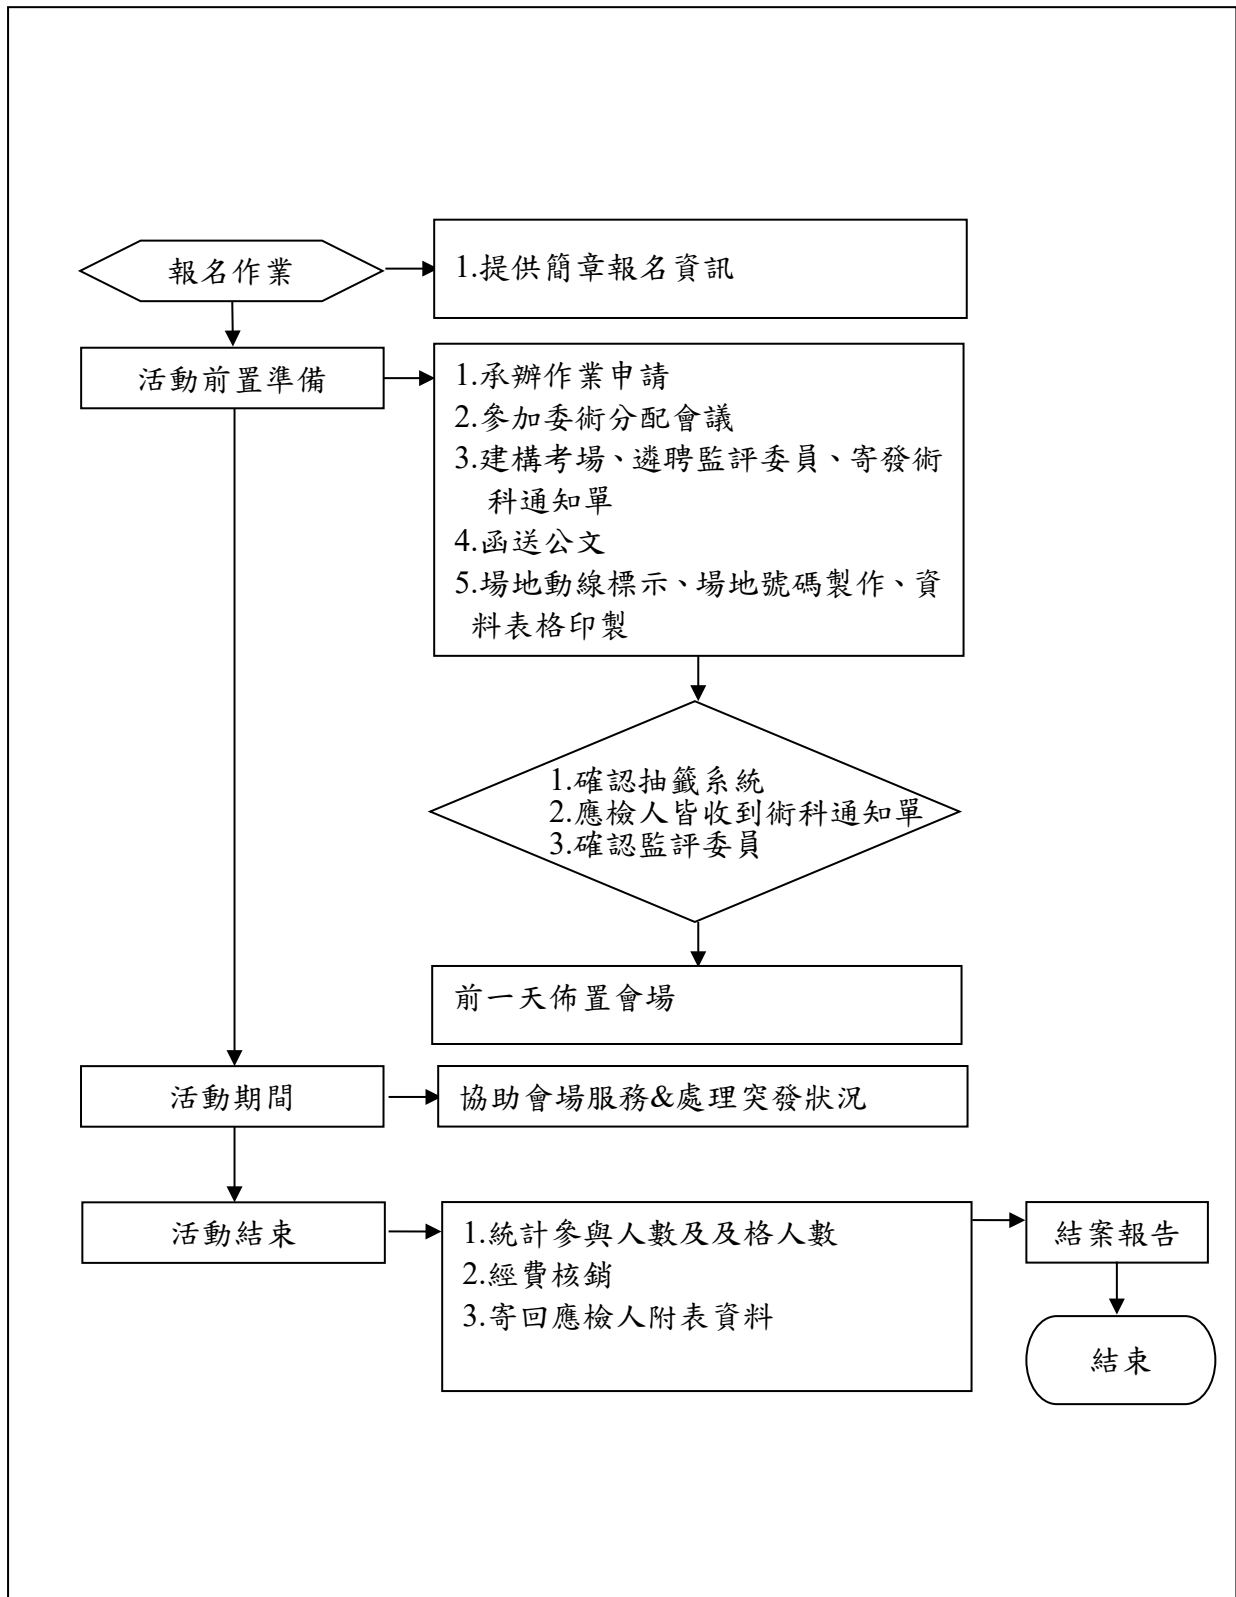 報名作業
1.提供簡章報名資訊
活動前置準備
1.承辦作業申請
2.參加委術分配會議
3.建構考場、遴聘監評委員、寄發術
科通知單
4.函送公文
5.場地動線標示、場地號碼製作、資
料表格印製
1.確認抽籤系統
2.應檢人皆收到術科通知單
3.確認監評委員
前一天佈置會場
活動期間
協助會場服務&處理突發狀況
活動結束
1.統計參與人數及及格人數
2.經費核銷
3.寄回應檢人附表資料
結案報告
結束